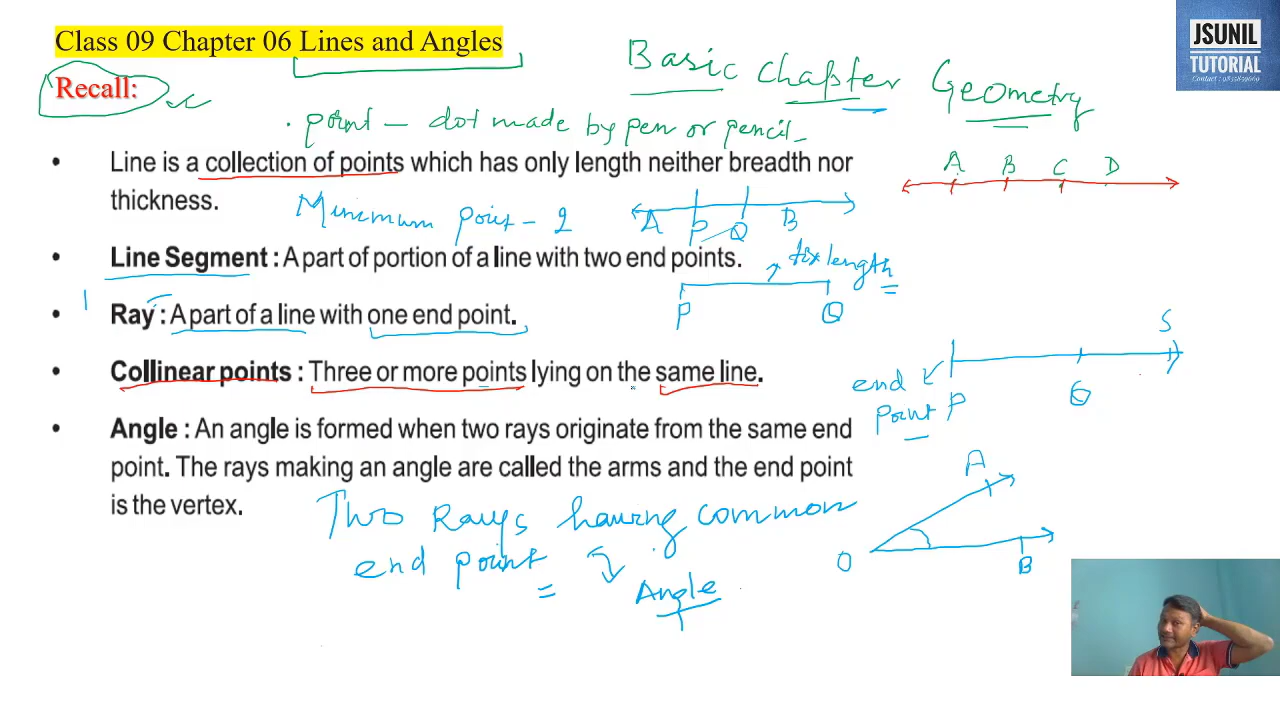 Class 09 Chapter 06 Lines and Angles
JSUNIL
TUTORIAL
Contact : 9835859669
Basic Chapter Geometry
Recall:
. point – dot made by pen or pencil
• Line is a collection of points which has only length neither breadth nor
thickness.
A B C D
Minimum point - 2
A P Q B
• Line Segment : A part of portion of a line with two end points.
fix length
P Q
• Ray : A part of a line with one end point.
S
• Collinear points : Three or more points lying on the same line.
end
point P Q
• Angle : An angle is formed when two rays originate from the same end
point. The rays making an angle are called the arms and the end point
is the vertex.
A
O B
Two Rays having common
end point
Angle